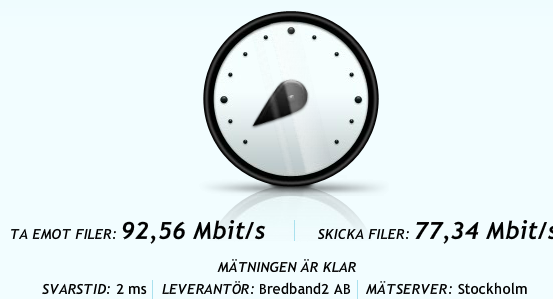 TA EMOT FILER: 92,56 Mbit/s SKICKA FILER: 77,34 Mbit/s
MÄTNINGEN ÄR KLAR
SVARSTID: 2 ms LEVERANTÖR: Bredband2 AB MÄTSERVER: Stockholm